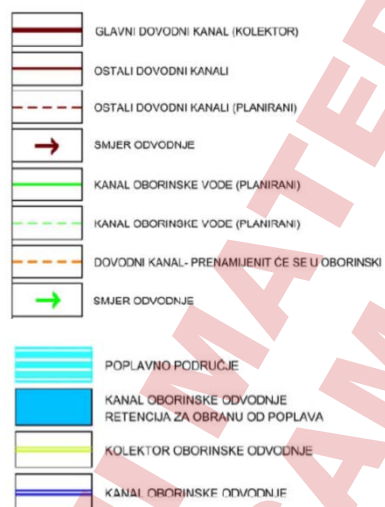 GLAVNI DOVODNI KANAL (KOLEKTOR)
OSTALI DOVODNI KANALI
OSTALI DOVODNI KANALI (PLANIRANI)
SMJER ODVODNJE
KANAL OBORINSKE VODE (PLANIRANI)
KANAL OBORINSKE VODE (PLANIRANI)
DOVODNI KANAL- PRENAMIJENIT ĆE SE U OBORINSKI
SMJER ODVODNJE
POPLAVNO PODRUČJE
KANAL OBORINSKE ODVODNJE
RETENCIJA ZA OBRANU OD POPLAVA
KOLEKTOR OBORINSKE ODVODNJE
KANAL OBORINSKE ODVODNJE